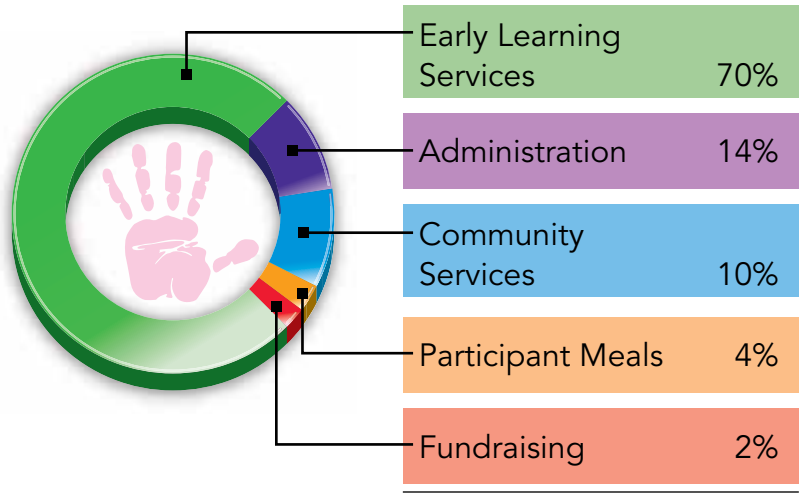 Early Learning
Services 70%
Administration 14%
Community
Services 10%
Participant Meals 4%
Fundraising 2%